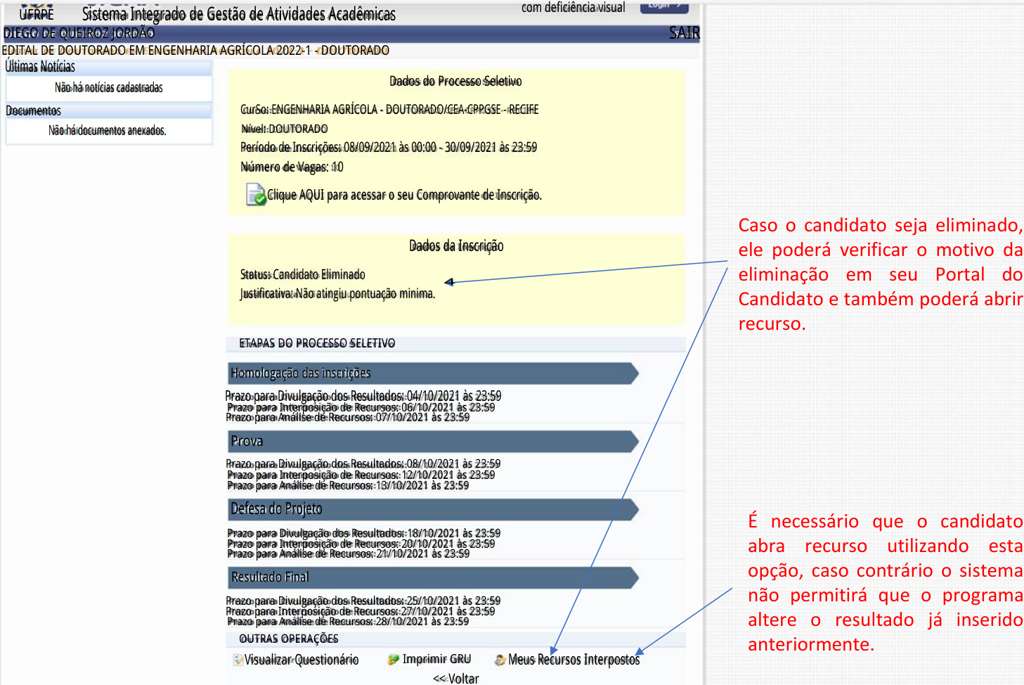 UFRPE Sistema Integrado de Gestão de Atividades Acadêmicas
com deficiência visual
DIEGO DE QUEIROZ JORDÃO SAIR
EDITAL DE DOUTORADO EM ENGENHARIA AGRÍCOLA 2022-1 - DOUTORADO
Últimas Notícias
Não há notícias cadastradas
Documentos
Não há documentos anexados.
Dados do Processo Seletivo
Curso: ENGENHARIA AGRÍCOLA - DOUTORADO/CEA-CPPGSE - RECIFE
Nível: DOUTORADO
Período de Inscrições: 08/09/2021 às 00:00 - 30/09/2021 às 23:59
Número de Vagas: 10
Clique AQUI para acessar o seu Comprovante de Inscrição.
Dados da Inscrição
Status: Candidato Eliminado
Justificativa: Não atingiu pontuação minima.
ETAPAS DO PROCESSO SELETIVO
Homologação das inscrições
Prazo para Divulgação dos Resultados: 04/10/2021 às 23:59
Prazo para Interposição de Recursos: 06/10/2021 às 23:59
Prazo para Análise de Recursos: 07/10/2021 às 23:59
Prova
Prazo para Divulgação dos Resultados: 08/10/2021 às 23:59
Prazo para Interposição de Recursos: 12/10/2021 às 23:59
Prazo para Análise de Recursos: 13/10/2021 às 23:59
Defesa do Projeto
Prazo para Divulgação dos Resultados: 18/10/2021 às 23:59
Prazo para Interposição de Recursos: 20/10/2021 às 23:59
Prazo para Análise de Recursos: 21/10/2021 às 23:59
Resultado Final
Prazo para Divulgação dos Resultados: 25/10/2021 às 23:59
Prazo para Interposição de Recursos: 27/10/2021 às 23:59
Prazo para Análise de Recursos: 28/10/2021 às 23:59
OUTRAS OPERAÇÕES
Visualizar Questionário Imprimir GRU Meus Recursos Interpostos
<< Voltar
Caso o candidato seja eliminado,
ele poderá verificar o motivo da
eliminação em seu Portal do
Candidato e também poderá abrir
recurso.
É necessário que o candidato
abra recurso utilizando esta
opção, caso contrário o sistema
não permitirá que o programa
altere o resultado já inserido
anteriormente.